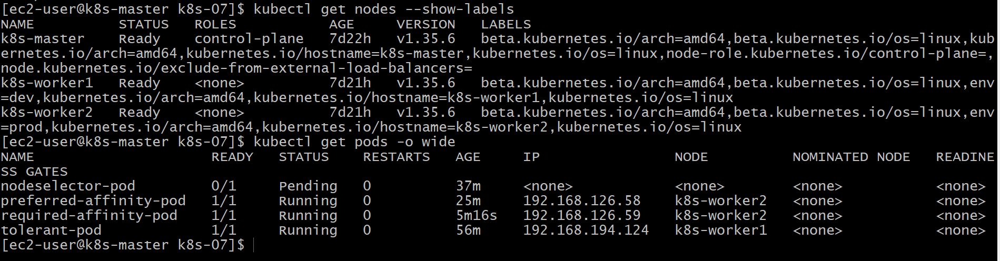 [ec2-user@k8s-master k8s-07]$ kubectl get nodes --show-labels
NAME          STATUS   ROLES           AGE     VERSION   LABELS
k8s-master    Ready    control-plane   7d22h   v1.35.6   beta.kubernetes.io/arch=amd64,beta.kubernetes.io/os=linux,kub
ernetes.io/arch=amd64,kubernetes.io/hostname=k8s-master,kubernetes.io/os=linux,node-role.kubernetes.io/control-plane=,
node.kubernetes.io/exclude-from-external-load-balancers=
k8s-worker1   Ready    <none>          7d21h   v1.35.6   beta.kubernetes.io/arch=amd64,beta.kubernetes.io/os=linux,env
=dev,kubernetes.io/arch=amd64,kubernetes.io/hostname=k8s-worker1,kubernetes.io/os=linux
k8s-worker2   Ready    <none>          7d21h   v1.35.6   beta.kubernetes.io/arch=amd64,beta.kubernetes.io/os=linux,env
=prod,kubernetes.io/arch=amd64,kubernetes.io/hostname=k8s-worker2,kubernetes.io/os=linux
[ec2-user@k8s-master k8s-07]$ kubectl get pods -o wide
NAME                     READY   STATUS    RESTARTS   AGE     IP                NODE          NOMINATED NODE   READINE
SS GATES
nodeselector-pod         0/1     Pending   0          37m     <none>            <none>        <none>           <none>
preferred-affinity-pod   1/1     Running   0          25m     192.168.126.58    k8s-worker2   <none>           <none>
required-affinity-pod    1/1     Running   0          5m16s   192.168.126.59    k8s-worker2   <none>           <none>
tolerant-pod             1/1     Running   0          56m     192.168.194.124   k8s-worker1   <none>           <none>
[ec2-user@k8s-master k8s-07]$